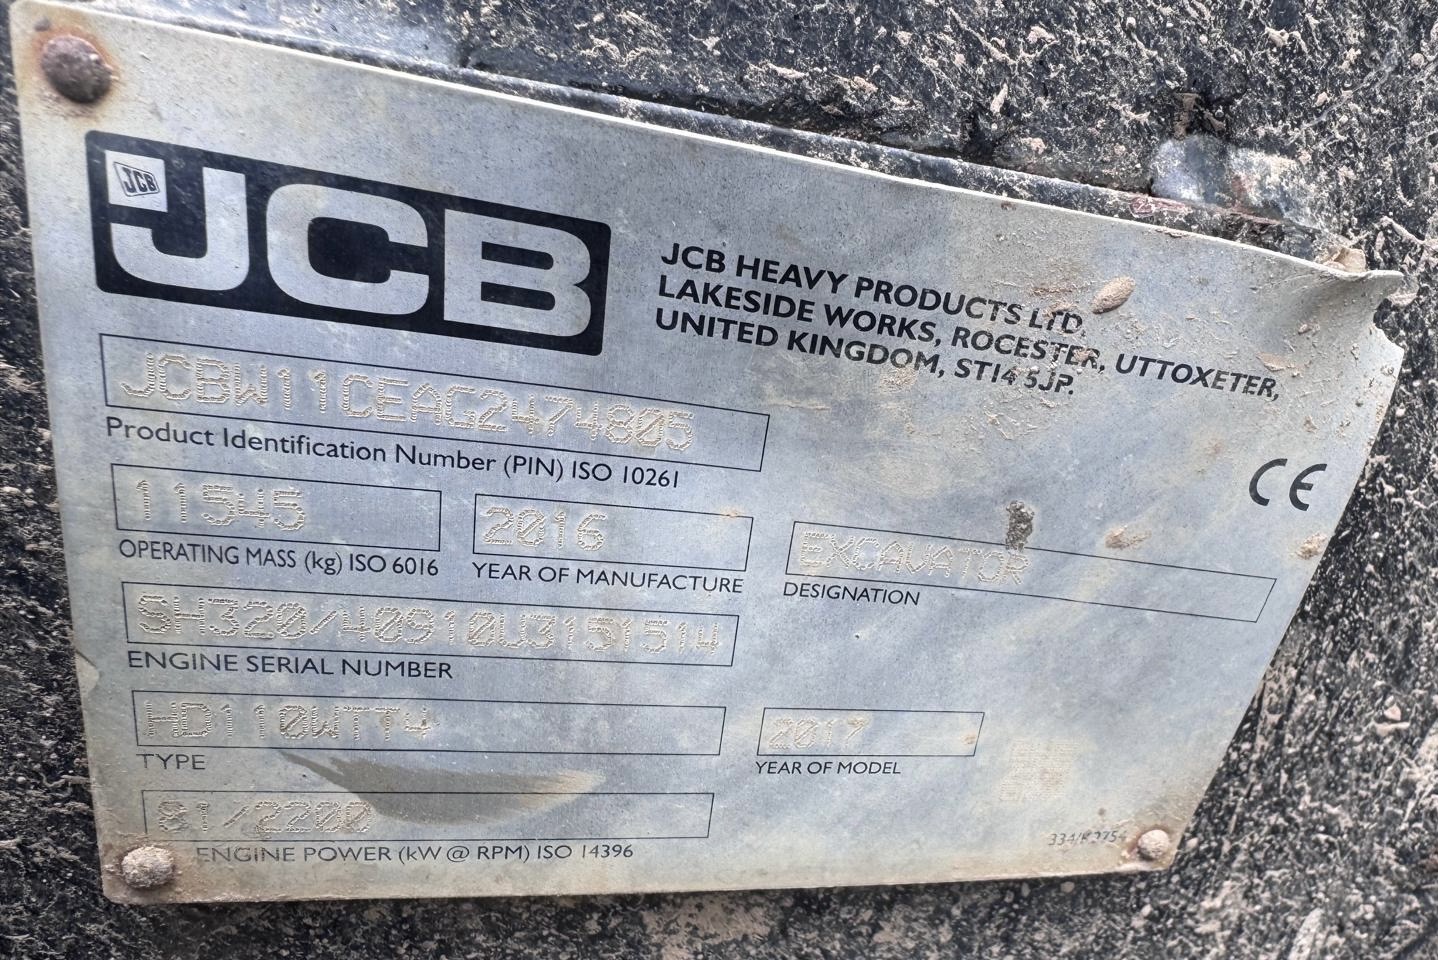 JCB
JCB
JCB HEAVY PRODUCTS LTD.
LAKESIDE WORKS, ROCESTER, UTTOXETER,
UNITED KINGDOM, ST14 5JP.
JCBW11CEAG2474805
Product Identification Number (PIN) ISO 10261
CE
11545
OPERATING MASS (kg) ISO 6016
2016
YEAR OF MANUFACTURE
EXCAVATOR
DESIGNATION
SH320/40910U3151514
ENGINE SERIAL NUMBER
HD110WTT4
TYPE
2017
YEAR OF MODEL
81/2200
ENGINE POWER (kW @ RPM) ISO 14396